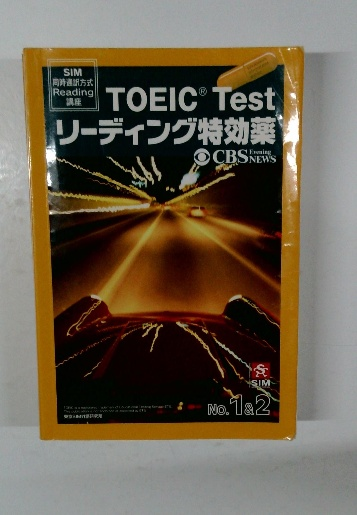 SIM
同時通訳方式
Reading
講座
TOEIC® Test
リーディング特効薬
CBS Evening NEWS
SIM
No.1&2